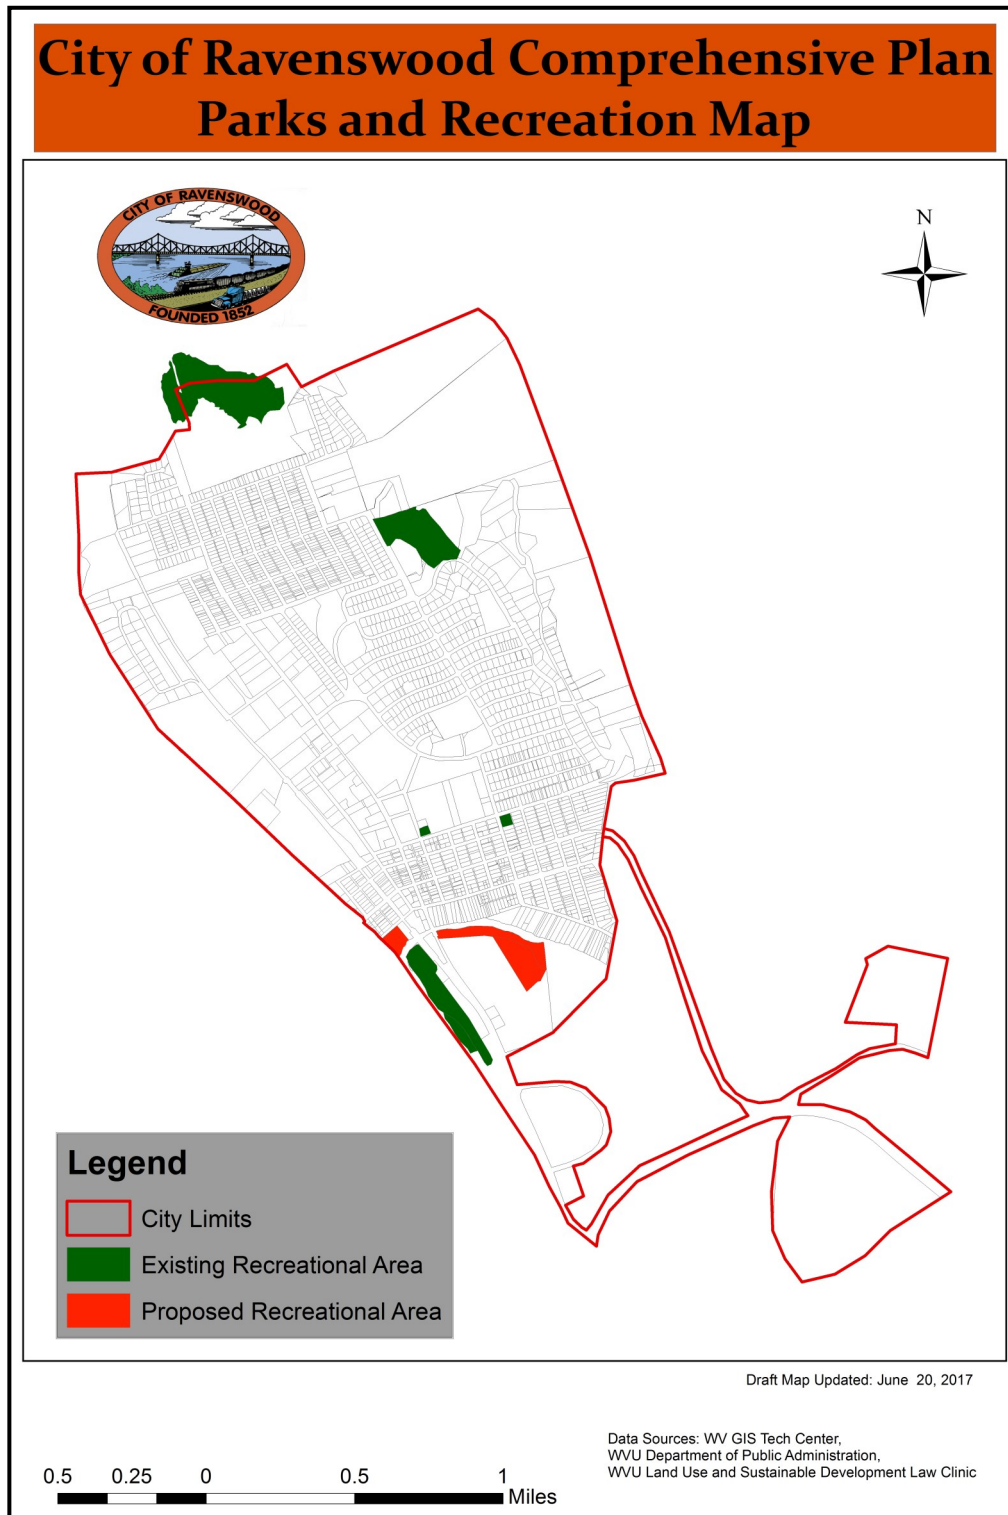 City of Ravenswood Comprehensive Plan
Parks and Recreation Map
CITY OF RAVENSWOOD
FOUNDED 1852
N
Legend
City Limits
Existing Recreational Area
Proposed Recreational Area
Draft Map Updated: June 20, 2017
Data Sources: WV GIS Tech Center,
WVU Department of Public Administration,
WVU Land Use and Sustainable Development Law Clinic
0.5 0.25 0 0.5 1
Miles